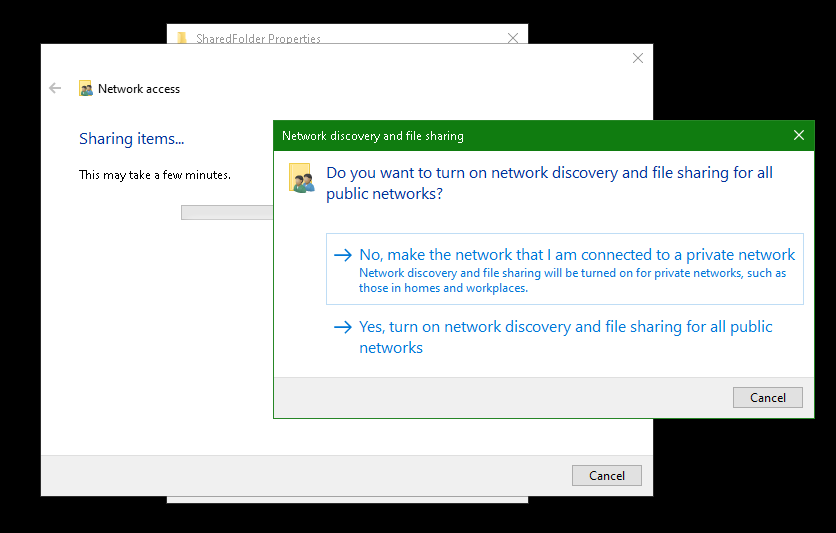 SharedFolder Properties
Network access
Sharing items...
This may take a few minutes.
Network discovery and file sharing
Do you want to turn on network discovery and file sharing for all
public networks?
No, make the network that I am connected to a private network
Network discovery and file sharing will be turned on for private networks, such as
those in homes and workplaces.
Yes, turn on network discovery and file sharing for all public
networks
Cancel
Cancel